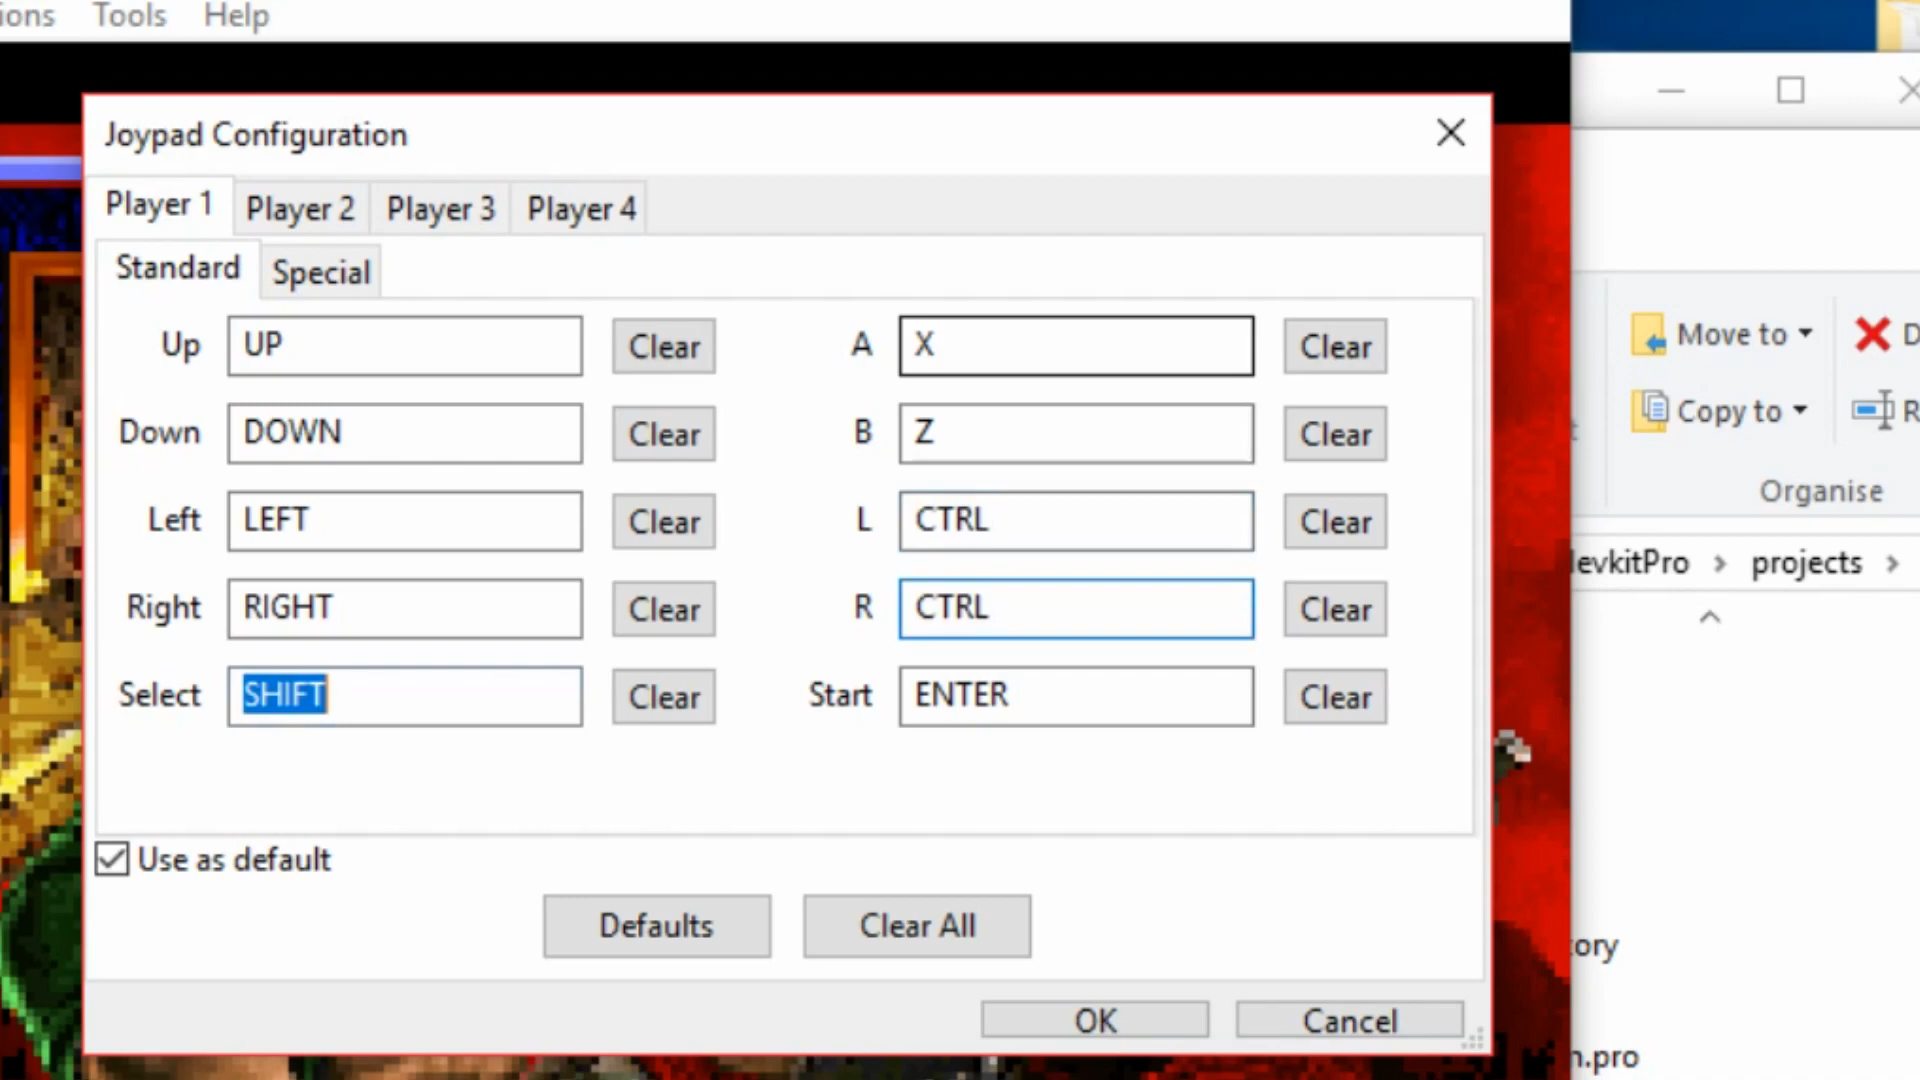 Tools Help
Joypad Configuration
Player 1 Player 2 Player 3 Player 4
Standard Special
Up UP Clear A X Clear
Down DOWN Clear B Z Clear
Left LEFT Clear L CTRL Clear
Right RIGHT Clear R CTRL Clear
Select SHIFT Clear Start ENTER Clear
Use as default
Defaults Clear All
OK Cancel
Move to
Copy to
Organise
evkitPro > projects >
ory
.pro